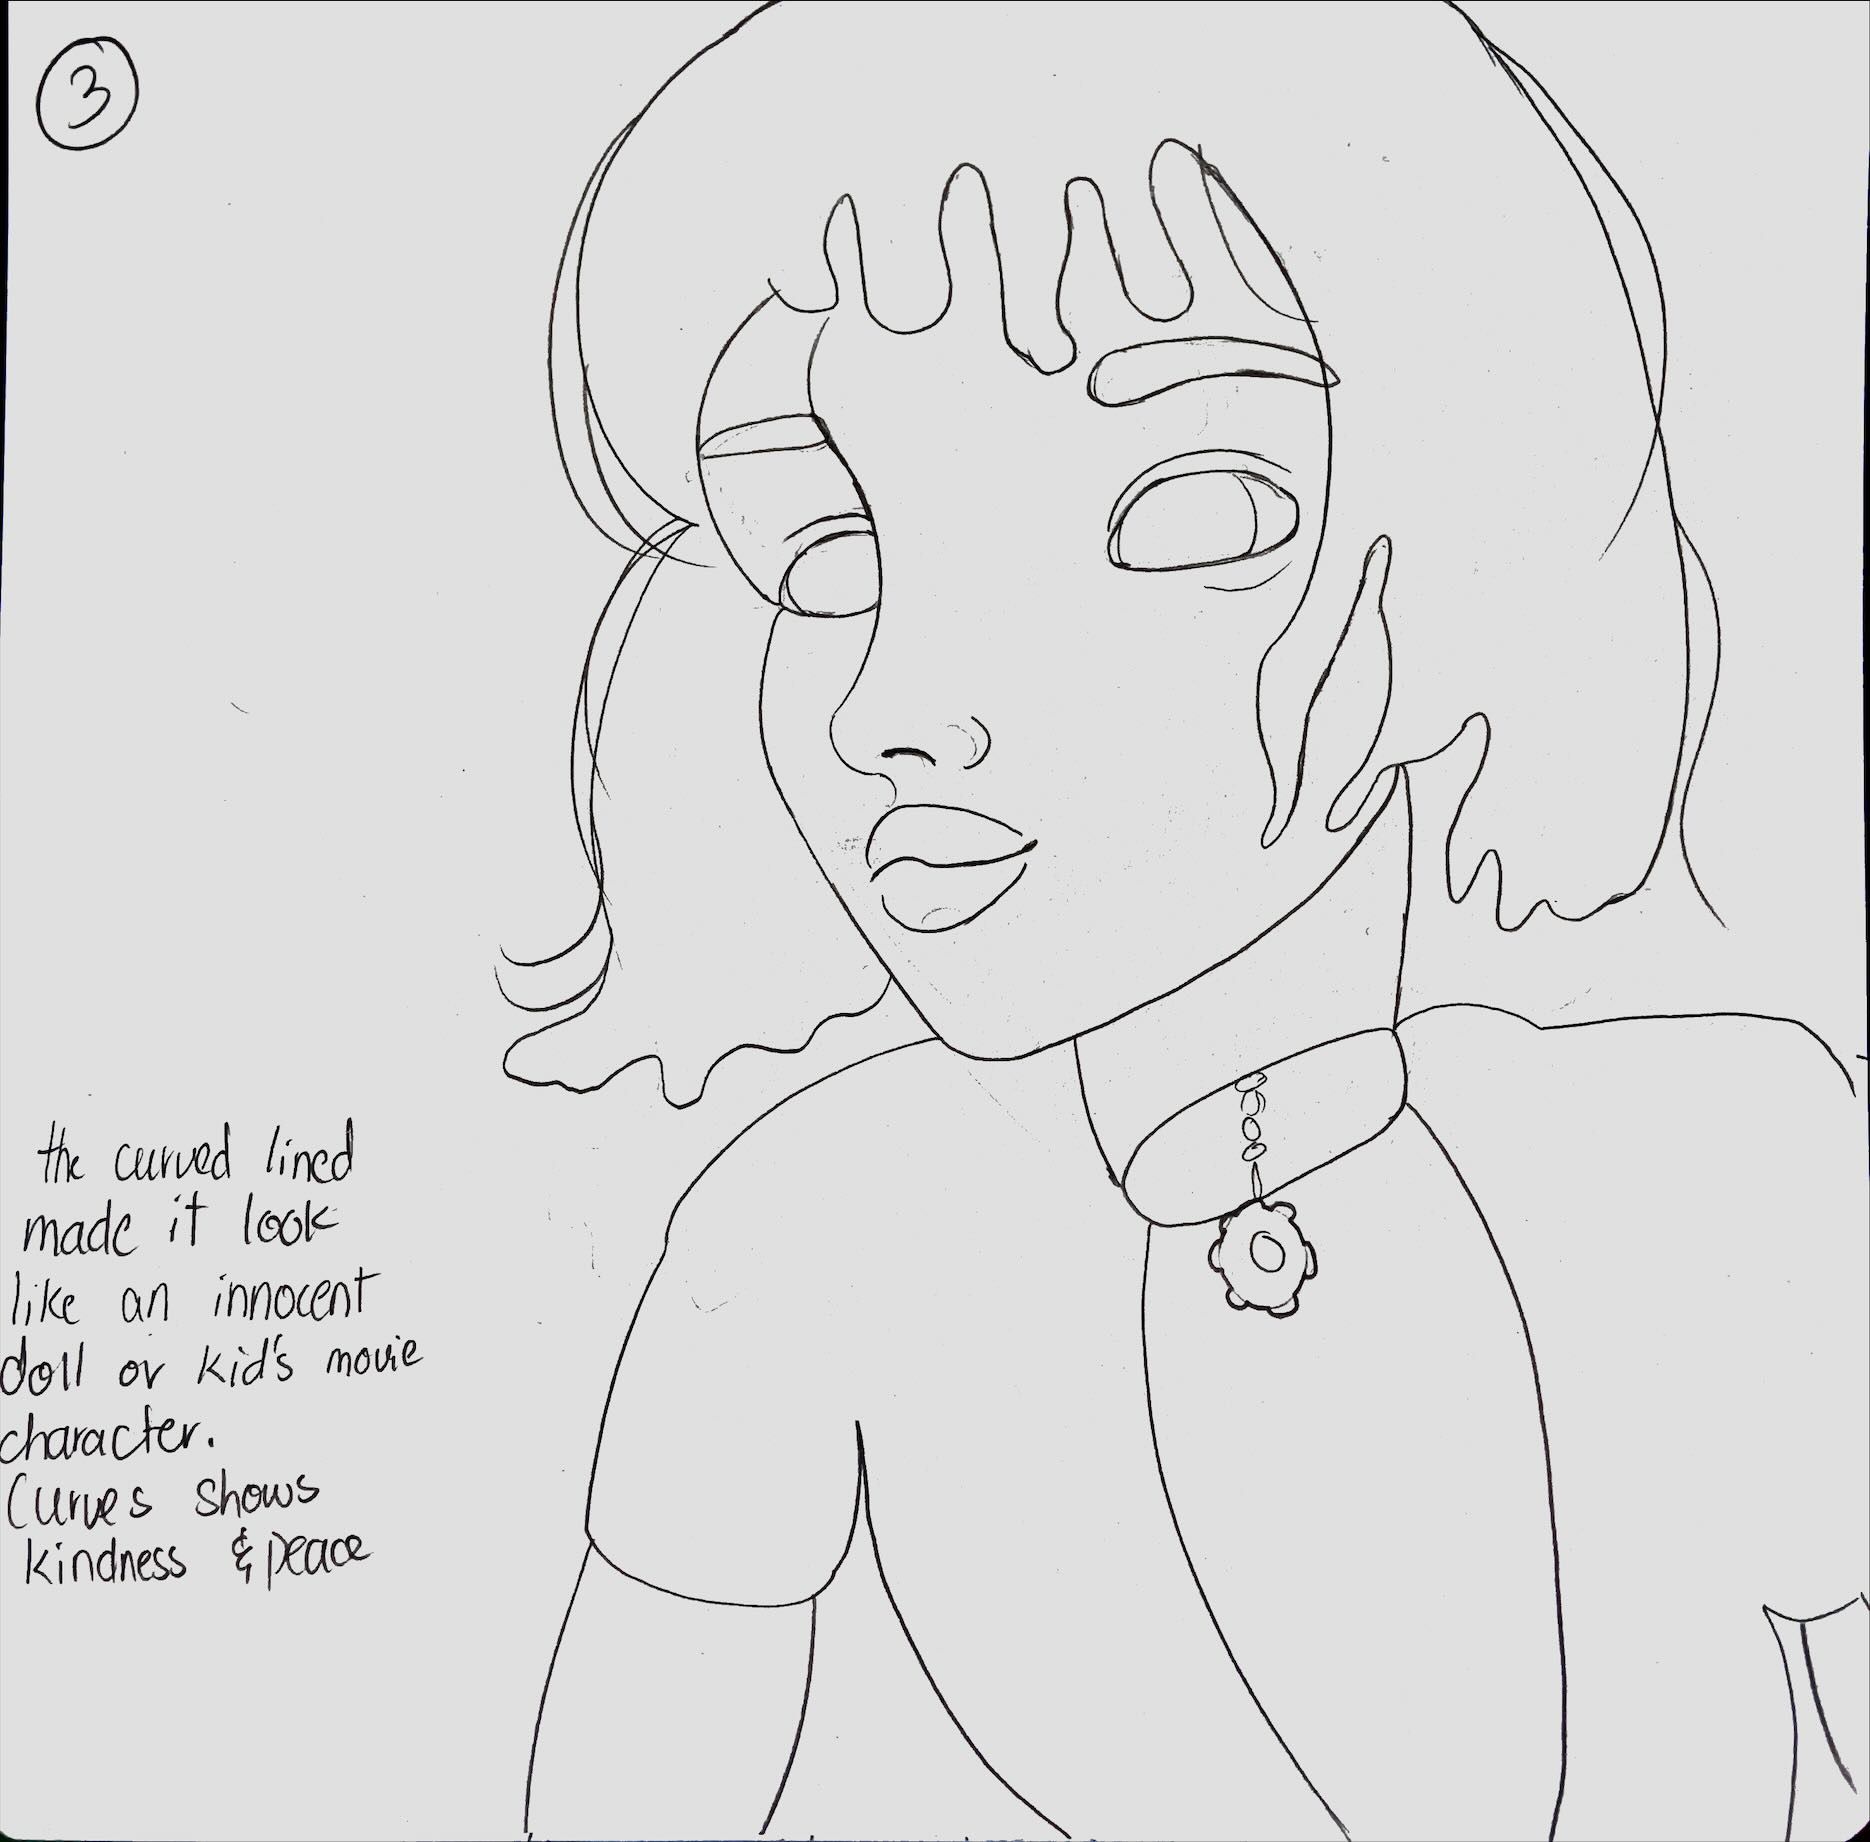 3
the curved lined
made it look
like an innocent
doll or kid's movie
character.
Curves shows
kindness & peace